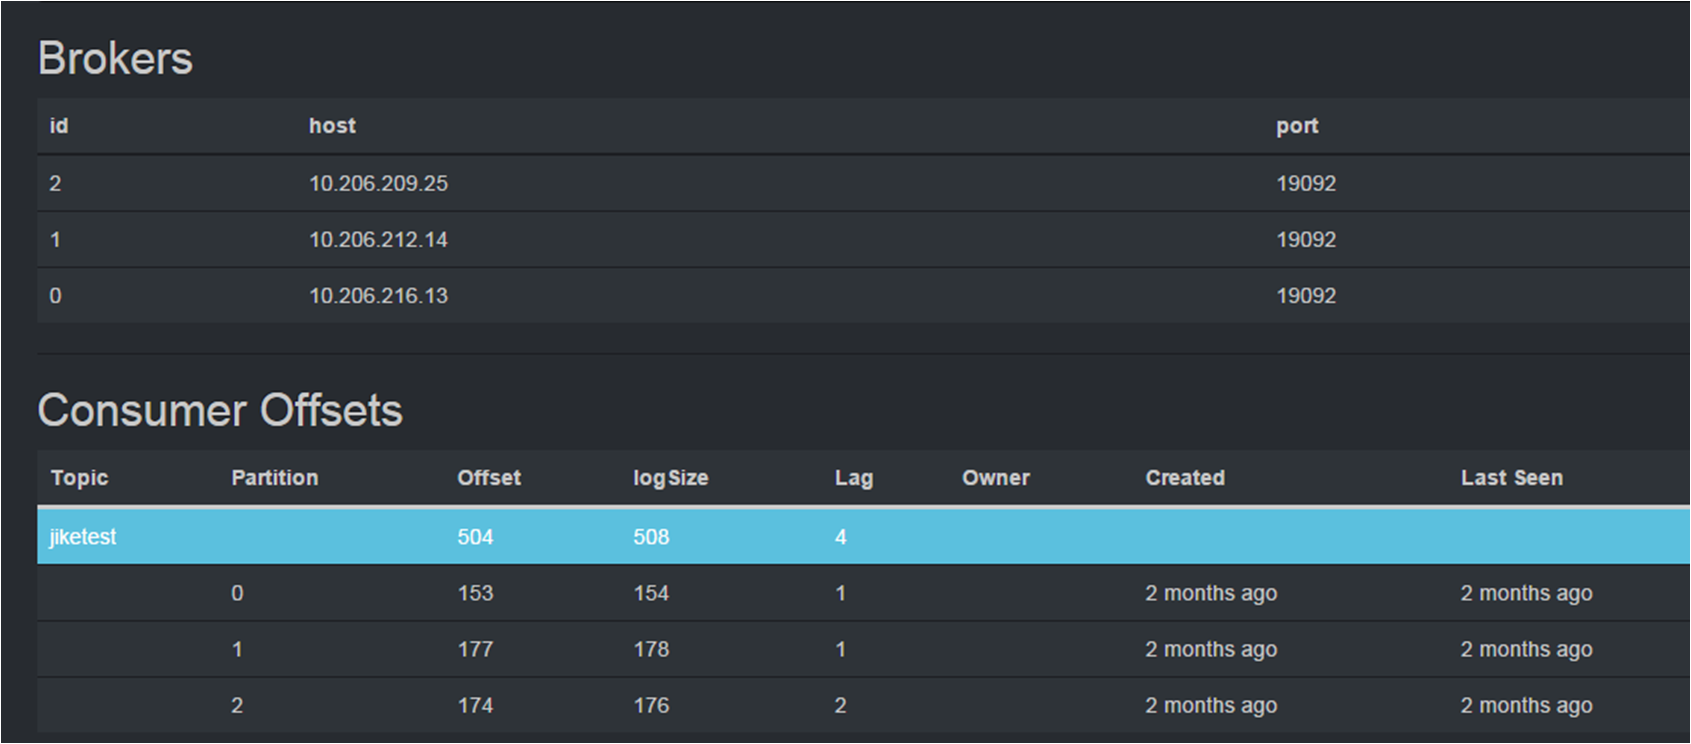 Brokers
id host port
2 10.206.209.25 19092
1 10.206.212.14 19092
0 10.206.216.13 19092
Consumer Offsets
Topic Partition Offset logSize Lag Owner Created Last Seen
jiketest 504 508 4
0 153 154 1 2 months ago 2 months ago
1 177 178 1 2 months ago 2 months ago
2 174 176 2 2 months ago 2 months ago